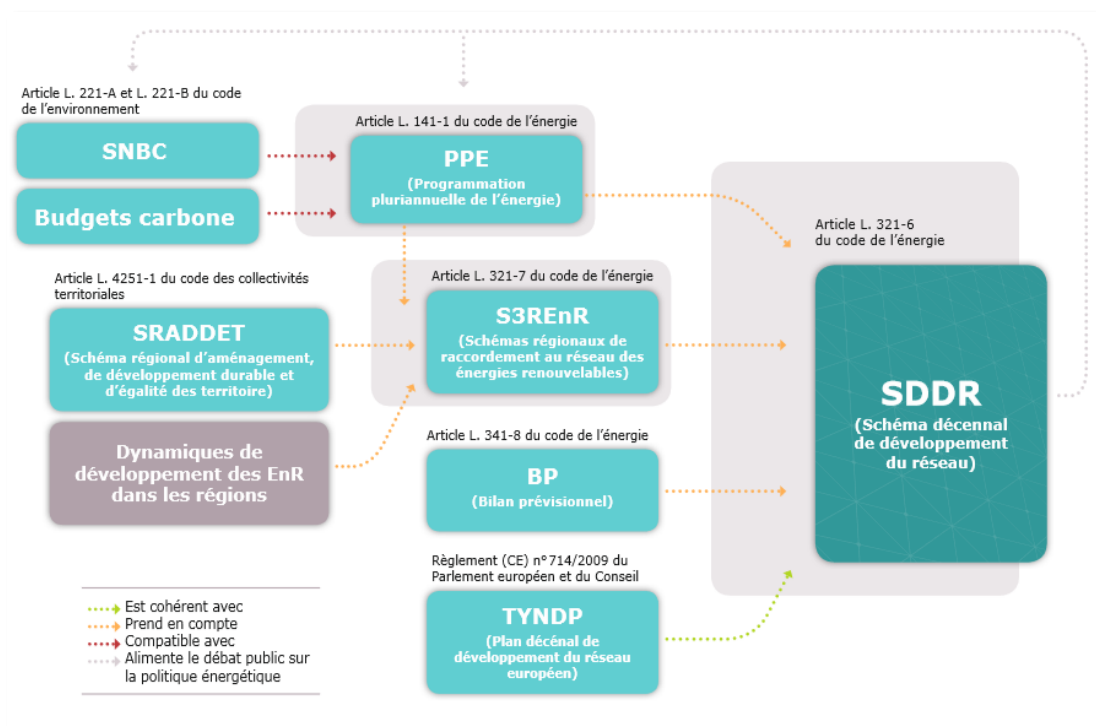 Article L. 221-A et L. 221-B du code
de l'environnement
SNBC
Budgets carbone
Article L. 141-1 du code de l'énergie
PPE
(Programmation
pluriannuelle de l'énergie)
Article L. 4251-1 du code des collectivités
territoriales
SRADDET
(Schéma régional d'aménagement,
de développement durable et
d'égalité des territoire)
Dynamiques de
développement des EnR
dans les régions
Article L. 321-7 du code de l'énergie
S3REnR
(Schémas régionaux de
raccordement au réseau des
énergies renouvelables)
Article L. 341-8 du code de l'énergie
BP
(Bilan prévisionnel)
Règlement (CE) n° 714/2009 du
Parlement européen et du Conseil
TYNDP
(Plan décénal de
développement du réseau
européen)
Article L. 321-6
du code de l'énergie
SDDR
(Schéma décennal
de développement
du réseau)
Est cohérent avec
Prend en compte
Compatible avec
Alimente le débat public sur
la politique énergétique